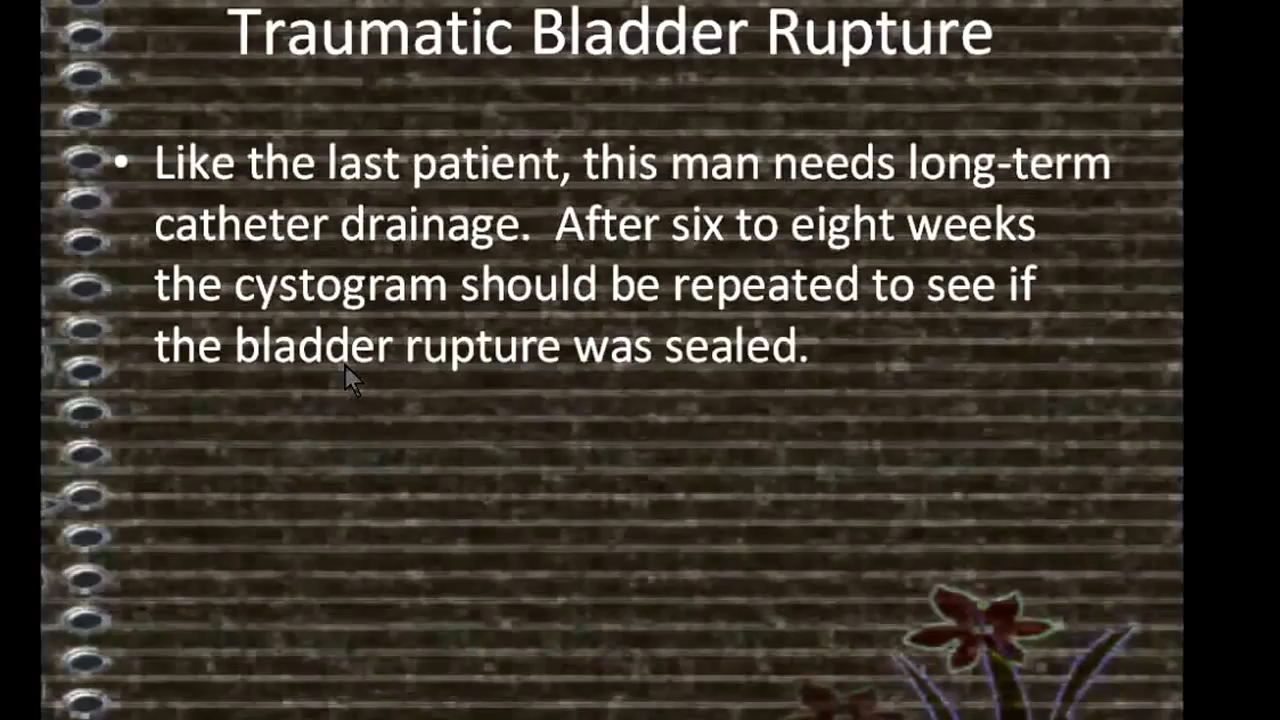 Traumatic Bladder Rupture
• Like the last patient, this man needs long-term
catheter drainage.  After six to eight weeks
the cystogram should be repeated to see if
the bladder rupture was sealed.